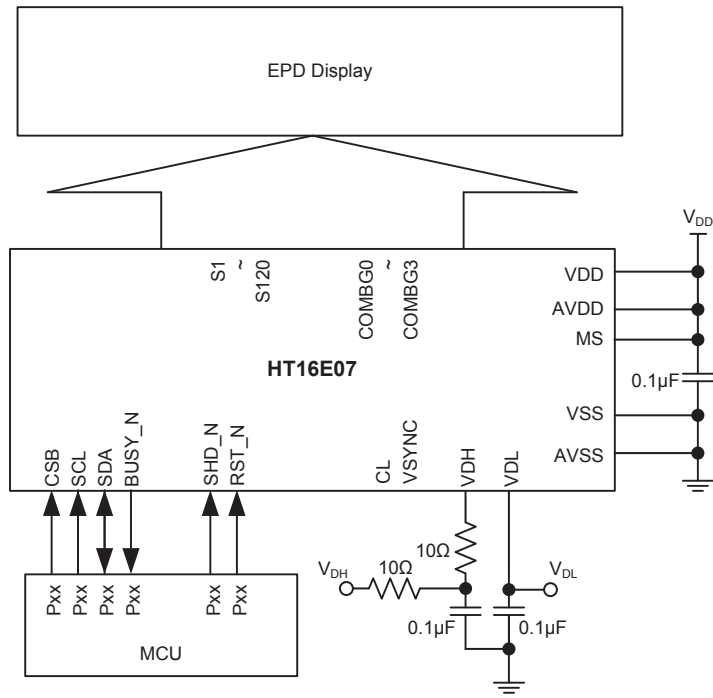 EPD Display
V_DD
S1
~
S120
COMBG0
~
COMBG3
VDD
AVDD
MS
HT16E07
0.1µF
VSS
AVSS
CSB
SCL
SDA
BUSY_N
SHD_N
RST_N
CL
VSYNC
VDH
VDL
10Ω
V_DH
10Ω
V_DL
Pxx
Pxx
Pxx
Pxx
Pxx
Pxx
0.1µF
0.1µF
MCU